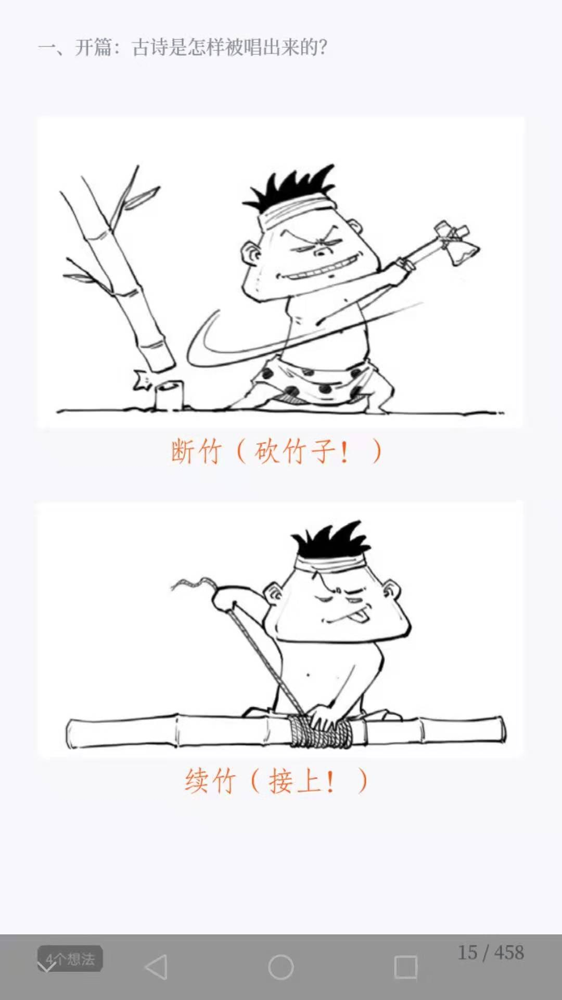 一、开篇：古诗是怎样被唱出来的？
断竹（砍竹子！）
续竹（接上！）
4个想法
15 / 458